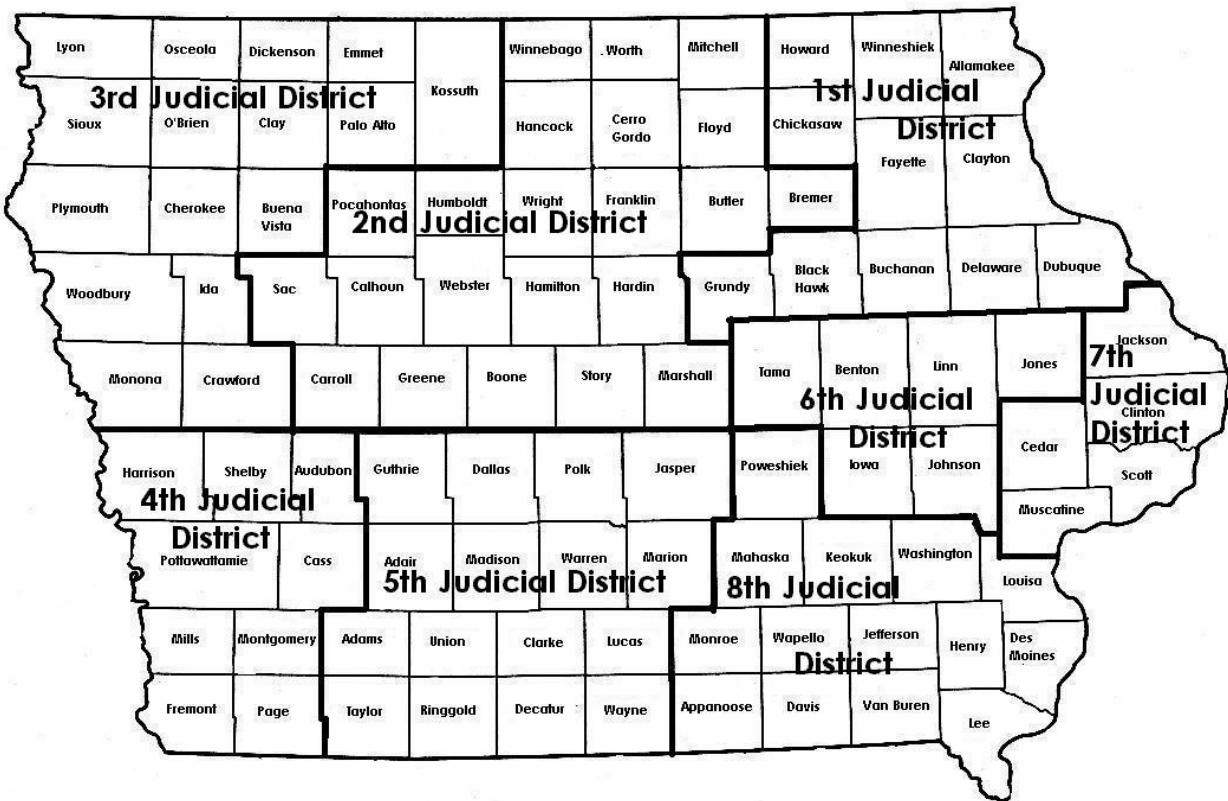 Lyon
Osceola
Dickenson
Emmet
Winnebago
. Worth
Mitchell
Howard
Winneshiek
Allamakee
Kossuth
3rd Judicial District
1st Judicial
District
Sioux
O'Brien
Clay
Palo Alto
Hancock
Cerro
Gordo
Floyd
Chickasaw
Fayette
Clayton
Plymouth
Cherokee
Buena
Vista
Pocahontas
Humboldt
Wright
Franklin
Butler
Bremer
2nd Judicial District
Woodbury
Ida
Sac
Calhoun
Webster
Hamilton
Hardin
Grundy
Black
Hawk
Buchanan
Delaware
Dubuque
Monona
Crawford
Carroll
Greene
Boone
Story
Marshall
Tama
Benton
Linn
Jones
Jackson
7th
Judicial
District
Clinton
6th Judicial
District
Harrison
Shelby
Audubon
Guthrie
Dallas
Polk
Jasper
Poweshiek
Iowa
Johnson
Cedar
Scott
Muscatine
4th Judicial
District
Pottawattamie
Cass
Adair
Madison
Warren
Marion
Mahaska
Keokuk
Washington
Louisa
5th Judicial District
8th Judicial
District
Mills
Montgomery
Adams
Union
Clarke
Lucas
Monroe
Wapello
Jefferson
Henry
Des
Moines
Fremont
Page
Taylor
Ringgold
Decatur
Wayne
Appanoose
Davis
Van Buren
Lee